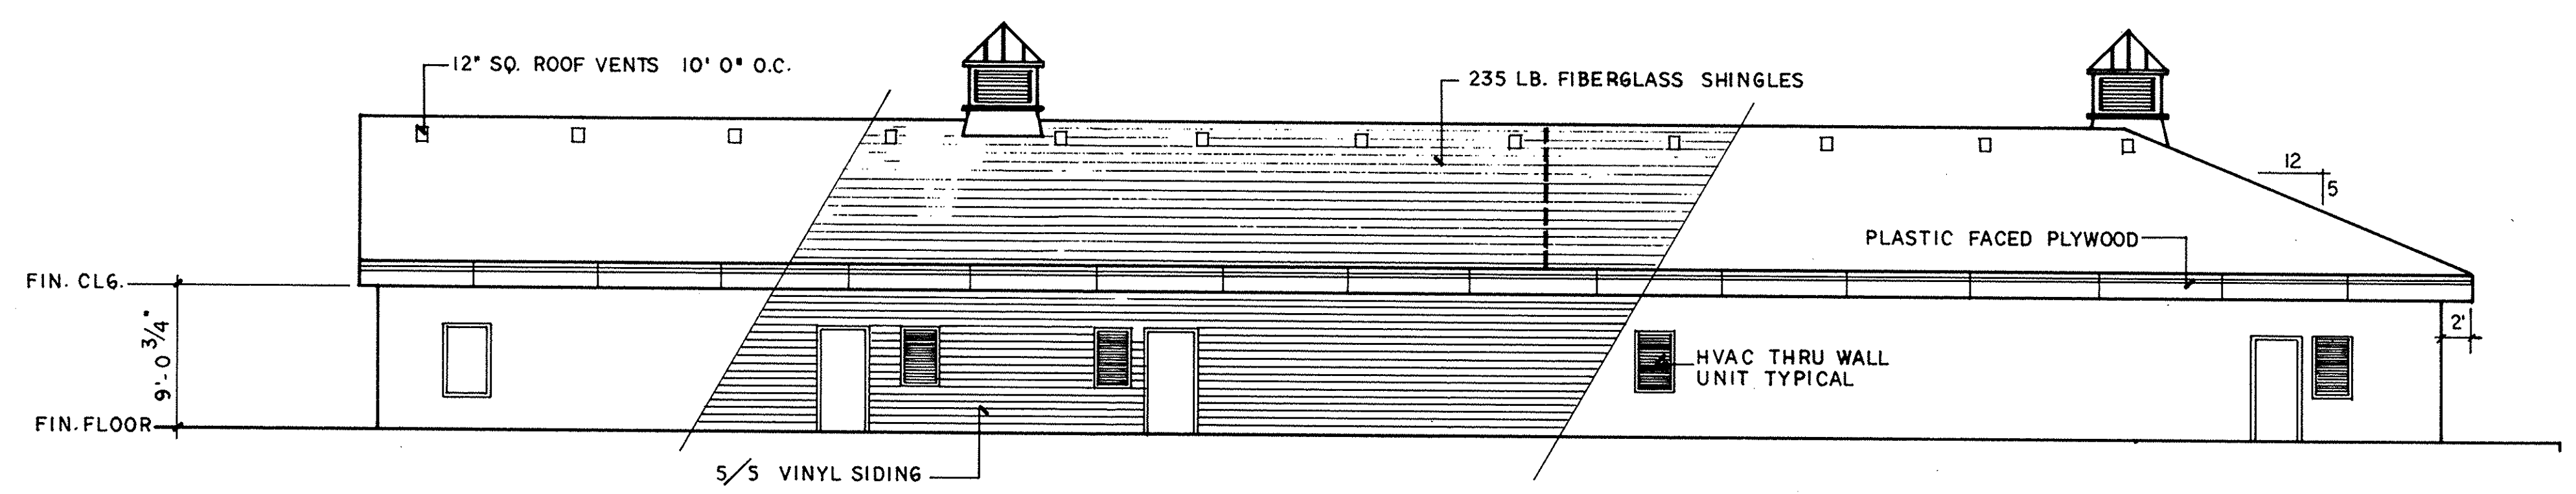 12" SQ. ROOF VENTS 10' 0" O.C.
235 LB. FIBERGLASS SHINGLES
12
5
PLASTIC FACED PLYWOOD
FIN. CLG.
9'-0 3/4"
2'
HVAC THRU WALL
UNIT TYPICAL
FIN. FLOOR
5/5 VINYL SIDING